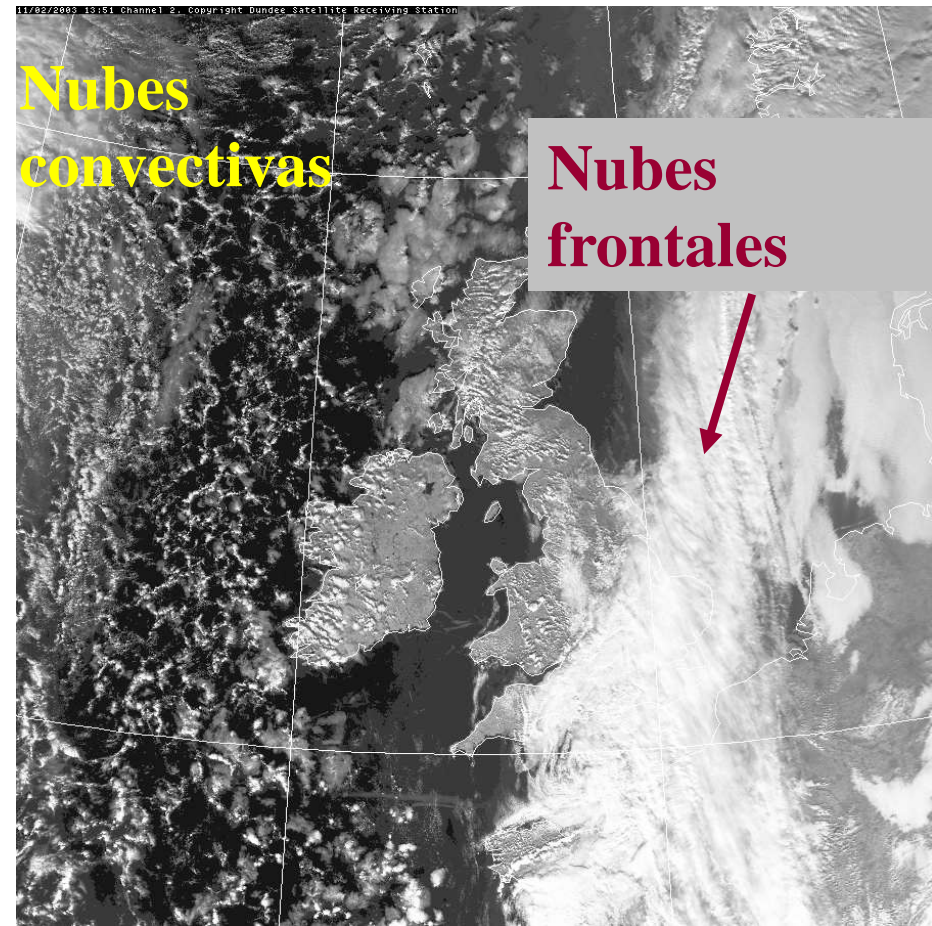 11/02/2003 13:51 Channel 2. Copyright Dundee Satellite Receiving Station
Nubes
convectivas
Nubes
frontales